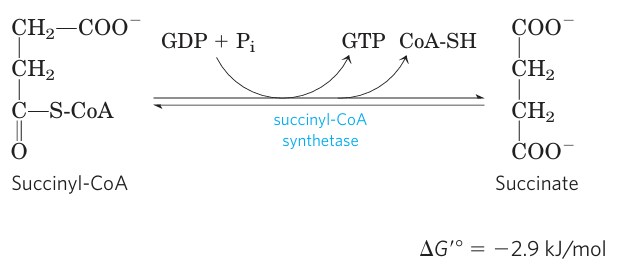 CH₂—COO⁻
CH₂
C—S-CoA
O
Succinyl-CoA
GDP + Pᵢ
GTP CoA-SH
succinyl-CoA
synthetase
COO⁻
CH₂
CH₂
COO⁻
Succinate
ΔG′° = −2.9 kJ/mol